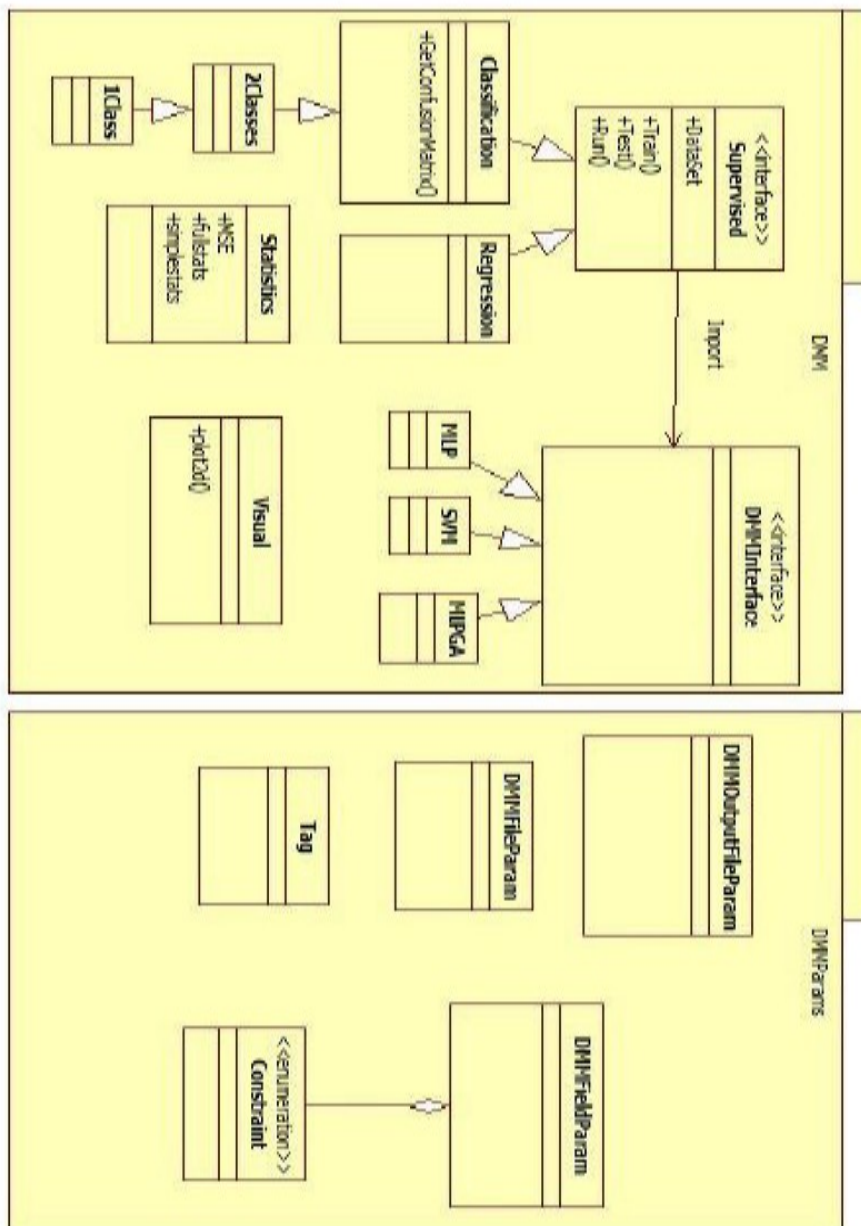 DMM
<<interface>>
Supervised
+DataSet
+Train()
+Test()
+Run()
Import
<<interface>>
DMMInterface
Classification
+GetConfusionMatrix()
Regression
MLP
SVM
MLPGA
2Classes
1Class
Statistics
+MSE
+fullstats
+simplestats
Visual
+plot2d()
DMMParams
DMMOutputFileParam
DMMFileParam
Tag
DMMFieldParam
<<enumeration>>
Constraint